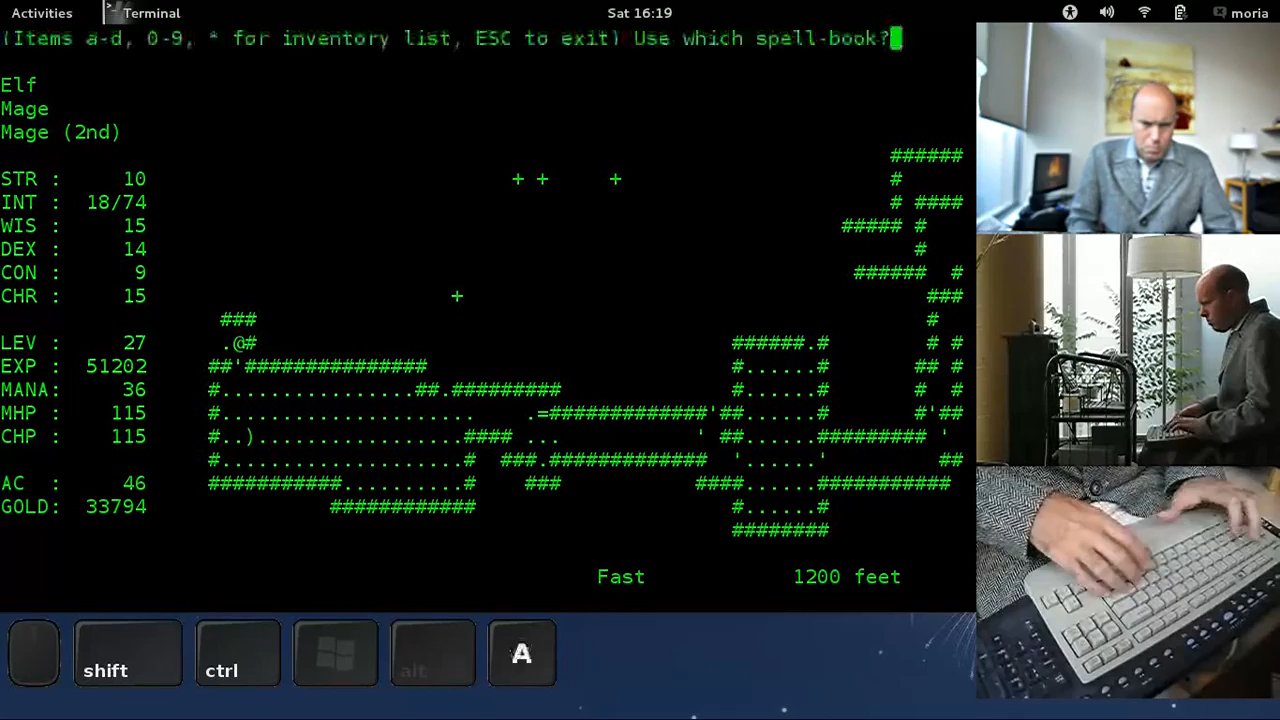 Activities
Terminal
Sat 16:19
moria
(Items a-d, 0-9, * for inventory list, ESC to exit) Use which spell-book?
Elf
Mage
Mage (2nd)
######
STR : 10
+ + +
#
INT : 18/74
# ####
WIS : 15
##### #
DEX : 14
#
CON : 9
###### #
CHR : 15
+
###
###
#
LEV : 27
.@#
######.#
# #
EXP : 51202
##'###############
#......#
## #
MANA: 36
#................##.#########
#......#
# #
MHP : 115
#..................... .=#############'##......#
#'##
CHP : 115
#..).................#### ... ' ##......######### '
#....................# ###.############# '......' ##
AC : 46
###########..........# ### ####......###########
GOLD: 33794
############
#......#
########
Fast
1200 feet
shift
ctrl
alt
A